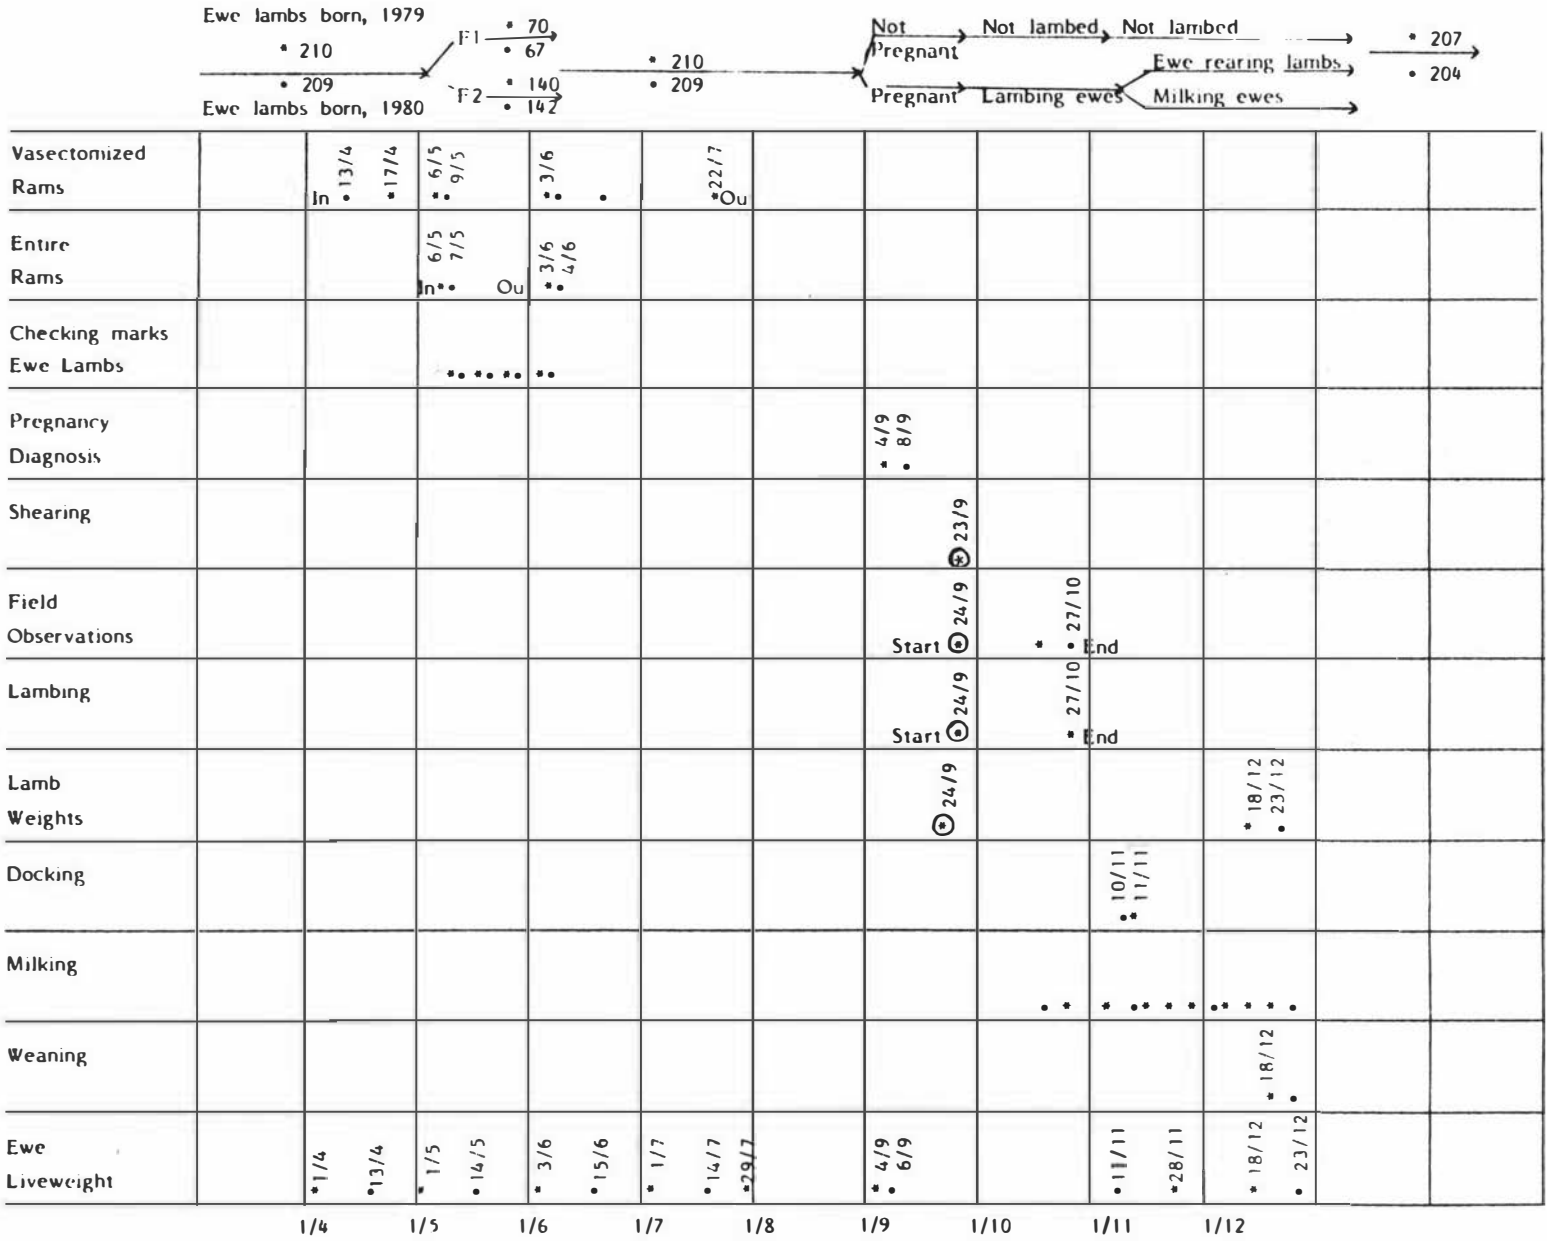 Ewe lambs born, 1979
* 210
• 209
Ewe lambs born, 1980
F1
* 70
• 67
F2
* 140
• 142
* 210
• 209
Not Pregnant
Not lambed
Not lambed
Pregnant
Lambing ewes
Ewe rearing lambs
Milking ewes
* 207
• 204
Vasectomized
Rams
In • 13/4
*17/4
* 6/5
• 9/5
* 3/6
•
•
*22/7
Ou
Entire
Rams
In * 6/5
• 7/5
Ou
* 3/6
• 4/6
Checking marks
Ewe Lambs
*• *• *• *•
Pregnancy
Diagnosis
* 4/9
• 8/9
Shearing
* 23/9
Field
Observations
Start
24/9
*
• 27/10
End
Lambing
Start
24/9
* 27/10
End
Lamb
Weights
* 24/9
* 18/12
• 23/12
Docking
• 10/11
* 11/11
Milking
• * * • * * * • * * * •
Weaning
* 18/12
•
Ewe
Liveweight
*1/4
•13/4
* 1/5
•14/5
* 3/6
•15/6
* 1/7
•14/7
*29/7
* 4/9
• 6/9
•11/11
*28/11
* 18/12
• 23/12
1/4 1/5 1/6 1/7 1/8 1/9 1/10 1/11 1/12